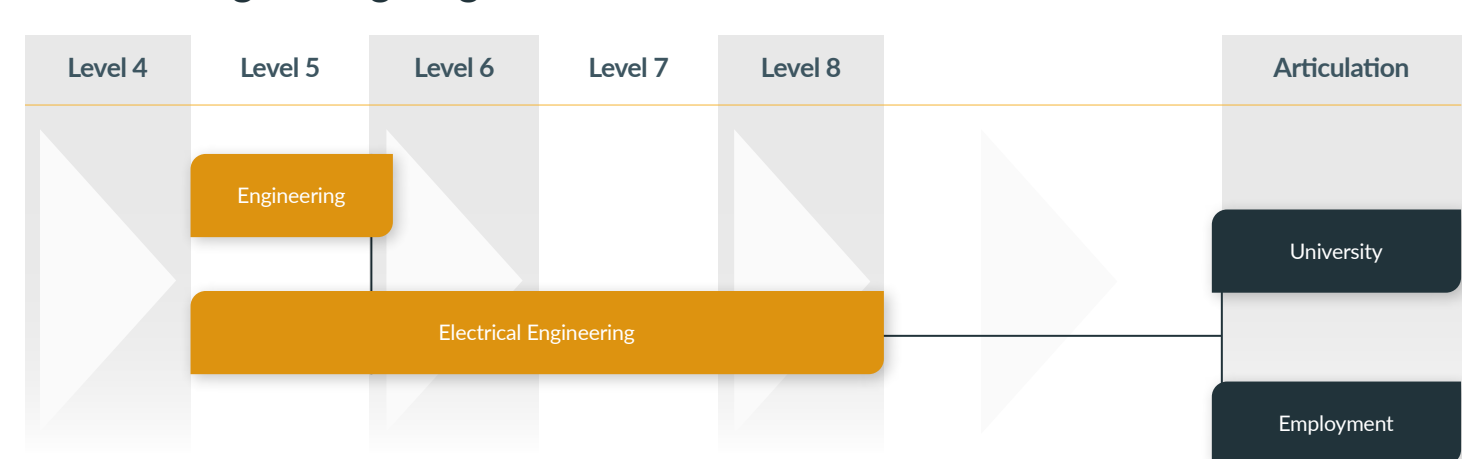 Level 4
Level 5
Level 6
Level 7
Level 8
Articulation
Engineering
University
Electrical Engineering
Employment